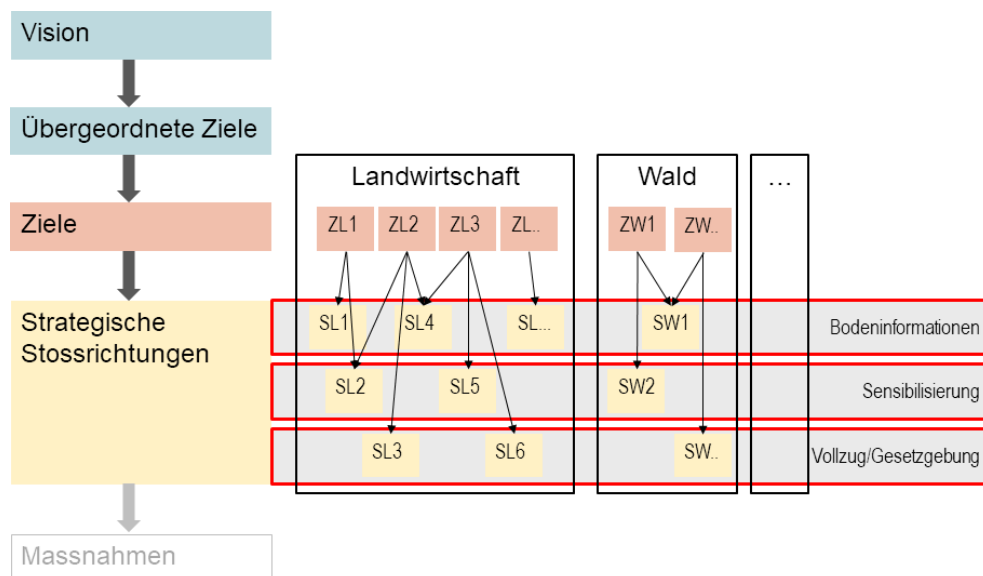 Vision
Übergeordnete Ziele
Landwirtschaft
Wald
...
Ziele
ZL1
ZL2
ZL3
ZL..
ZW1
ZW..
Strategische
Stossrichtungen
SL1
SL4
SL...
SW1
Bodeninformationen
SL2
SL5
SW2
Sensibilisierung
SL3
SL6
SW..
Vollzug/Gesetzgebung
Massnahmen